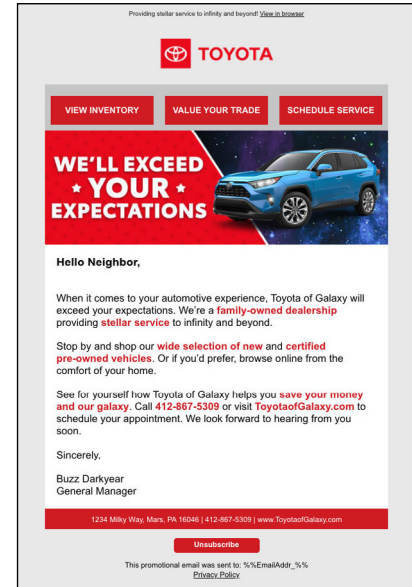 Providing stellar service to infinity and beyond! View in browser
TOYOTA
VIEW INVENTORY
VALUE YOUR TRADE
SCHEDULE SERVICE
WE'LL EXCEED
★ YOUR ★
EXPECTATIONS
Hello Neighbor,
When it comes to your automotive experience, Toyota of Galaxy will
exceed your expectations. We're a family-owned dealership
providing stellar service to infinity and beyond.
Stop by and shop our wide selection of new and certified
pre-owned vehicles. Or if you'd prefer, browse online from the
comfort of your home.
See for yourself how Toyota of Galaxy helps you save your money
and our galaxy. Call 412-867-5309 or visit ToyotaofGalaxy.com to
schedule your appointment. We look forward to hearing from you
soon.
Sincerely,
Buzz Darkyear
General Manager
1234 Milky Way, Mars, PA 16046 | 412-867-5309 | www.ToyotaofGalaxy.com
Unsubscribe
This promotional email was sent to: %%EmailAddr_%%
Privacy Policy